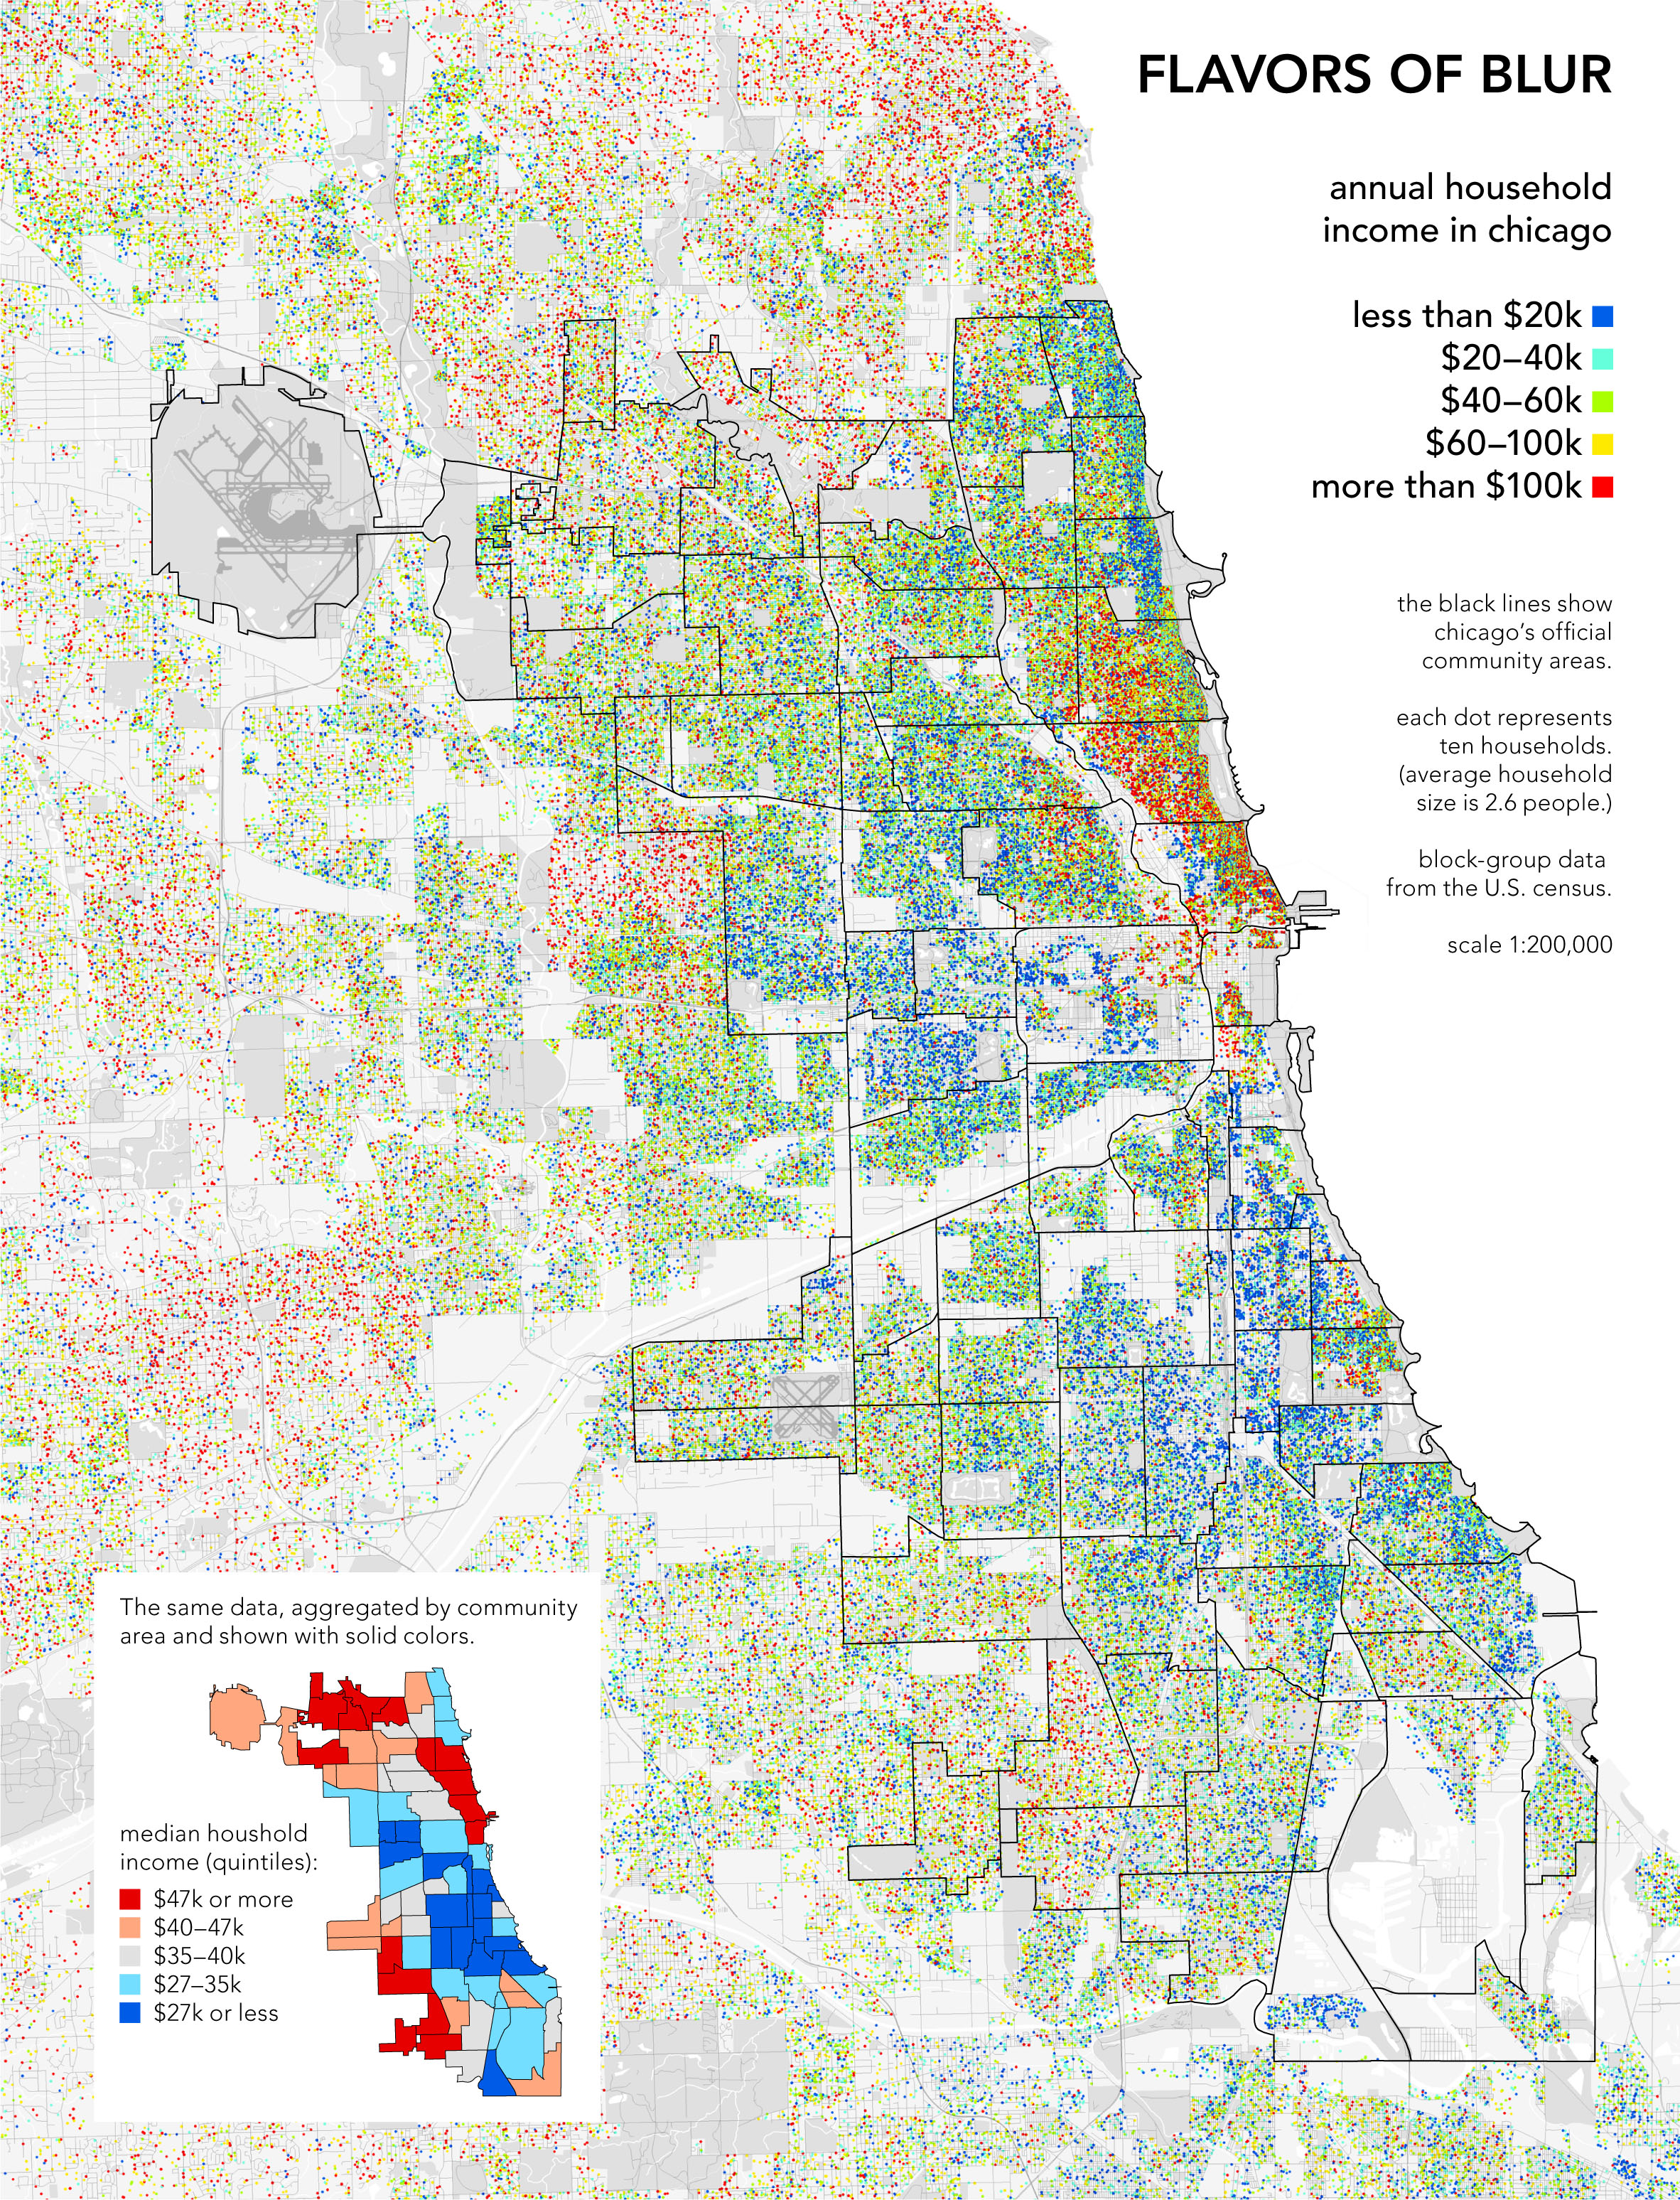 FLAVORS OF BLUR
annual household
income in chicago
less than $20k
$20–40k
$40–60k
$60–100k
more than $100k
the black lines show
chicago's official
community areas.
each dot represents
ten households.
(average household
size is 2.6 people.)
block-group data
from the U.S. census.
scale 1:200,000
The same data, aggregated by community
area and shown with solid colors.
median houshold
income (quintiles):
$47k or more
$40–47k
$35–40k
$27–35k
$27k or less